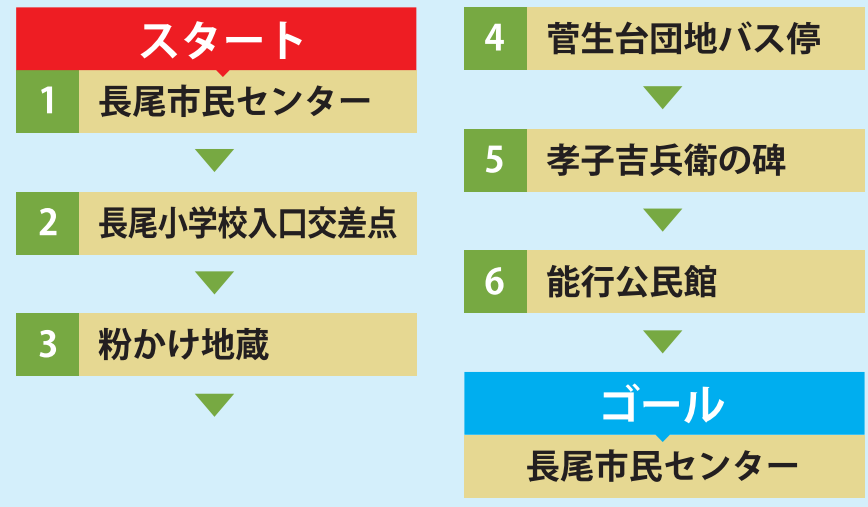 スタート
1 長尾市民センター
2 長尾小学校入口交差点
3 粉かけ地蔵
4 菅生台団地バス停
5 孝子吉兵衛の碑
6 能行公民館
ゴール
長尾市民センター